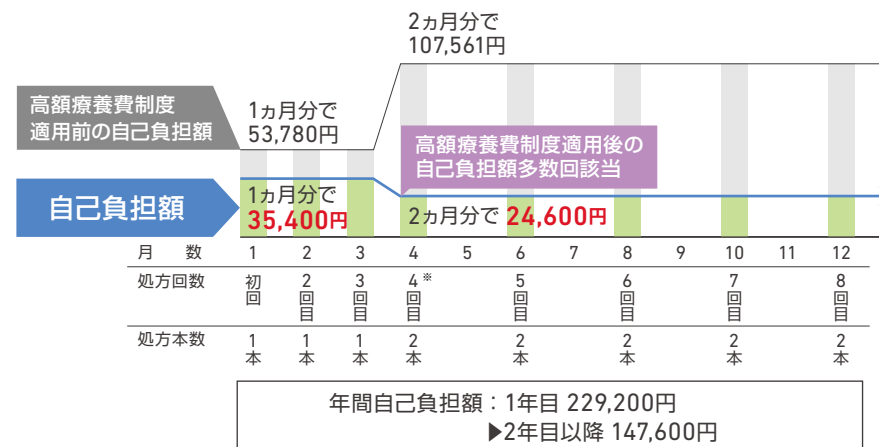 2ヵ月分で
107,561円
高額療養費制度
適用前の自己負担額
1ヵ月分で
53,780円
高額療養費制度適用後の
自己負担額多数回該当
自己負担額
1ヵ月分で
35,400円
2ヵ月分で 24,600円
月 数 1 2 3 4 5 6 7 8 9 10 11 12
処方回数 初回 2回目 3回目 4回目※ 5回目 6回目 7回目 8回目
処方本数 1本 1本 1本 2本 2本 2本 2本 2本
年間自己負担額：1年目 229,200円
▶2年目以降 147,600円